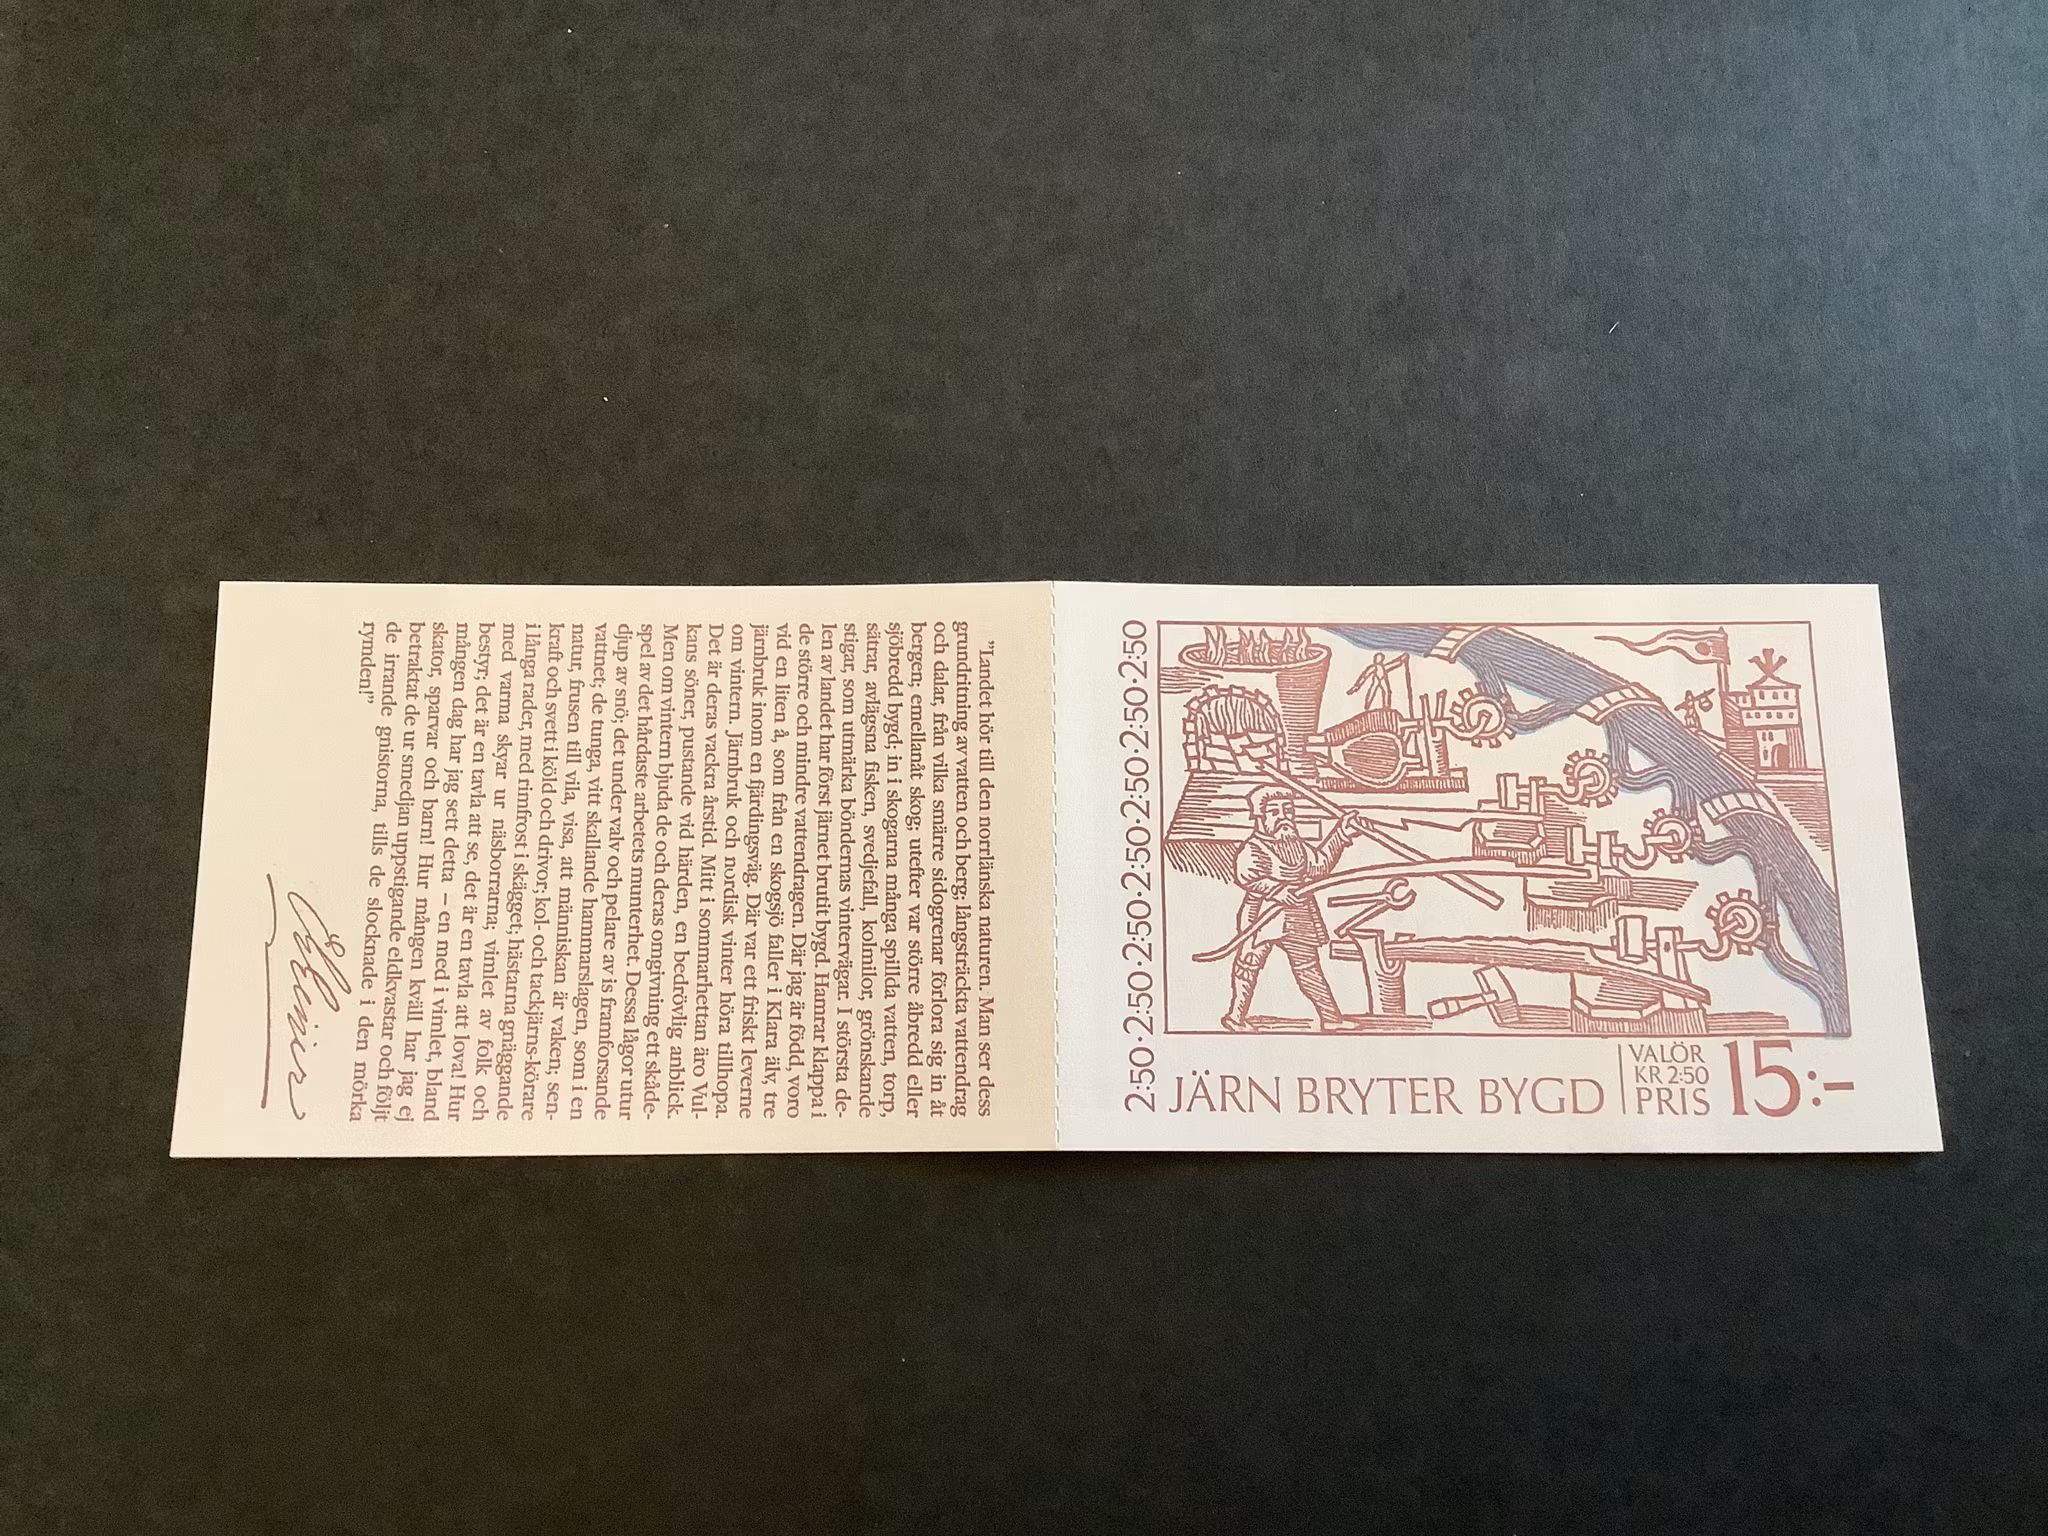 "Landet hör till den norrländska naturen. Man ser dess
grundritning av vatten och berg; långsträckta vattendrag
och dalar, från vilka smärre sidogrenar förlora sig in åt
bergen; emellanåt skog; utefter var större åbredd eller
sjöbredd bygd; in i skogarna många spillda vatten, torp,
sätrar, avlägsna fisken, svedjefall, kolmilor, grönskande
stigar, som utmärka böndernas vintervägar. I största de-
len av landet har först järnet brutit bygd. Hamrar klappa i
de större och mindre vattendragen. Där jag är född, voro
vid en liten å, som från en skogsjö faller i Klara älv, tre
järnbruk inom en fjärdingsväg. Där var ett friskt leverne
om vintern. Järnbruk och nordisk vinter höra tillhopa.
Det är deras vackra årstid. Mitt i sommarhettan äro Vul-
kans söner, pustande vid härden, en bedrövlig anblick.
Men om vintern bjuda de och deras omgivning ett skåde-
spel av det hårdaste arbetets munterhet. Dessa lågor utur
djup av snö; det under valv och pelare av is framforsande
vattnet; de tunga, vitt skallande hammarslagen, som i en
natur, frusen till vila, visa, att människan är vaken; sen-
kraft och svett i köld och drivor; kol- och tackjärns-körare
i långa rader, med rimfrost i skägget; hästarna gnäggande
med varma skyar ur näsborrarna; vimlet av folk och
bestyr; det är en tavla att se, det är en tavla att lova! Hur
mången dag har jag sett detta – en med i vimlet, bland
skator, sparvar och barn! Hur mången kväll har jag ej
betraktat de ur smedjan uppstigande eldkvastar och följt
de irrande gnistorna, tills de slocknade i den mörka
rymden!"
2:50·2:50·2:50·2:50·2:50·2:50
JÄRN BRYTER BYGD
VALÖR
KR 2:50
PRIS
15:-